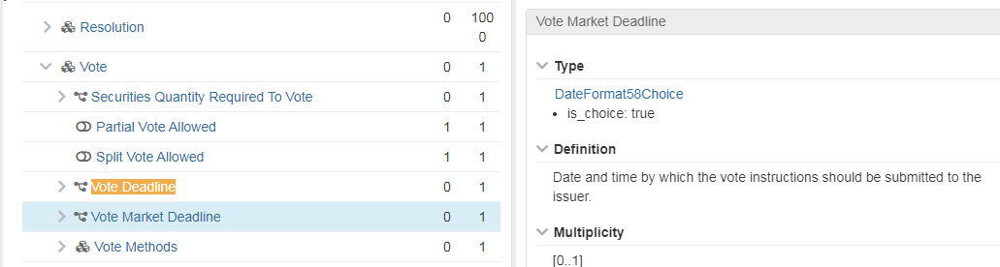 Resolution 0 100
0
Vote 0 1
Securities Quantity Required To Vote 0 1
Partial Vote Allowed 1 1
Split Vote Allowed 1 1
Vote Deadline 0 1
Vote Market Deadline 0 1
Vote Methods 0 1
Vote Market Deadline
Type
DateFormat58Choice
• is_choice: true
Definition
Date and time by which the vote instructions should be submitted to the
issuer.
Multiplicity
[0..1]